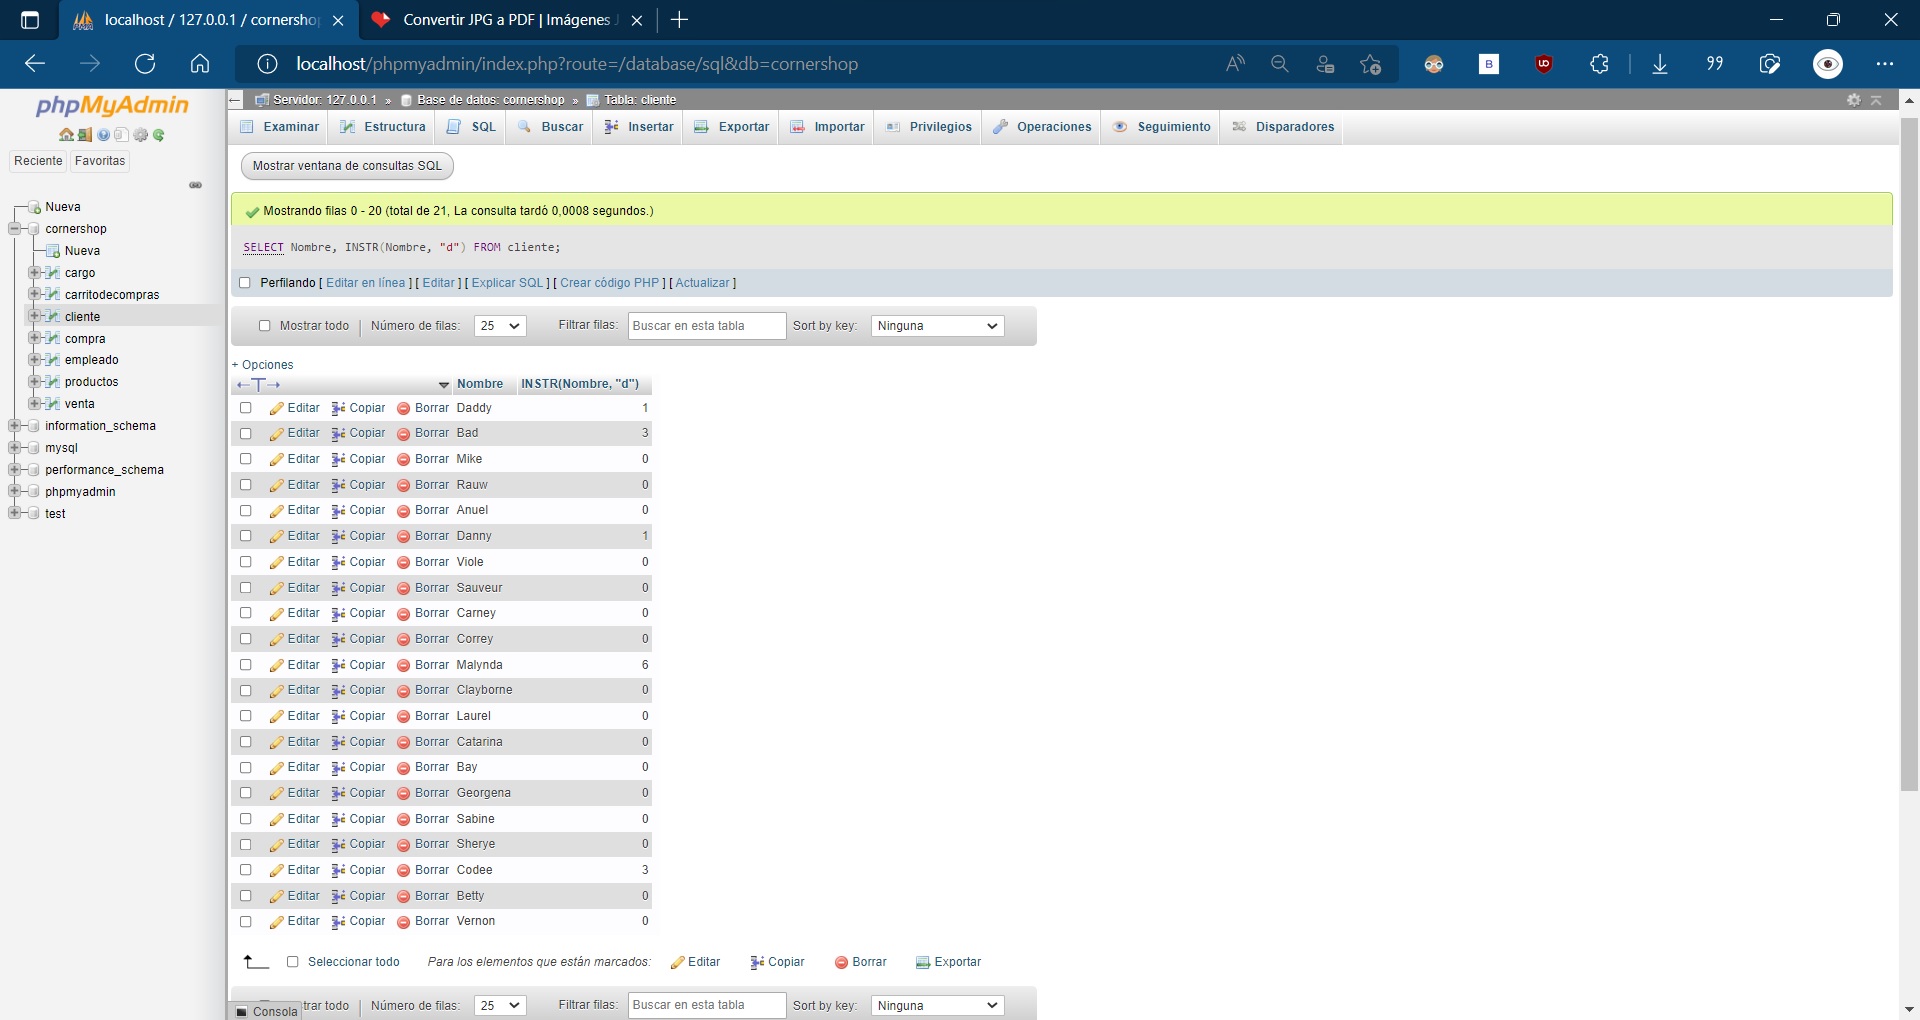 localhost / 127.0.0.1 / cornersho
Convertir JPG a PDF | Imágenes J
localhost/phpmyadmin/index.php?route=/database/sql&db=cornershop
phpMyAdmin
Reciente Favoritas
Nueva
cornershop
Nueva
cargo
carritodecompras
cliente
compra
empleado
productos
venta
information_schema
mysql
performance_schema
phpmyadmin
test
Servidor: 127.0.0.1 » Base de datos: cornershop » Tabla: cliente
Examinar Estructura SQL Buscar Insertar Exportar Importar Privilegios Operaciones Seguimiento Disparadores
Mostrar ventana de consultas SQL
Mostrando filas 0 - 20 (total de 21, La consulta tardó 0,0008 segundos.)
SELECT Nombre, INSTR(Nombre, "d") FROM cliente;
Perfilando [ Editar en línea ] [ Editar ] [ Explicar SQL ] [ Crear código PHP ] [ Actualizar ]
Mostrar todo | Número de filas: 25 Filtrar filas: Buscar en esta tabla Sort by key: Ninguna
+ Opciones
Nombre INSTR(Nombre, "d")
Editar Copiar Borrar Daddy 1
Editar Copiar Borrar Bad 3
Editar Copiar Borrar Mike 0
Editar Copiar Borrar Rauw 0
Editar Copiar Borrar Anuel 0
Editar Copiar Borrar Danny 1
Editar Copiar Borrar Viole 0
Editar Copiar Borrar Sauveur 0
Editar Copiar Borrar Carney 0
Editar Copiar Borrar Correy 0
Editar Copiar Borrar Malynda 6
Editar Copiar Borrar Clayborne 0
Editar Copiar Borrar Laurel 0
Editar Copiar Borrar Catarina 0
Editar Copiar Borrar Bay 0
Editar Copiar Borrar Georgena 0
Editar Copiar Borrar Sabine 0
Editar Copiar Borrar Sherye 0
Editar Copiar Borrar Codee 3
Editar Copiar Borrar Betty 0
Editar Copiar Borrar Vernon 0
Seleccionar todo Para los elementos que están marcados: Editar Copiar Borrar Exportar
trar todo | Número de filas: 25 Filtrar filas: Buscar en esta tabla Sort by key: Ninguna
Consola